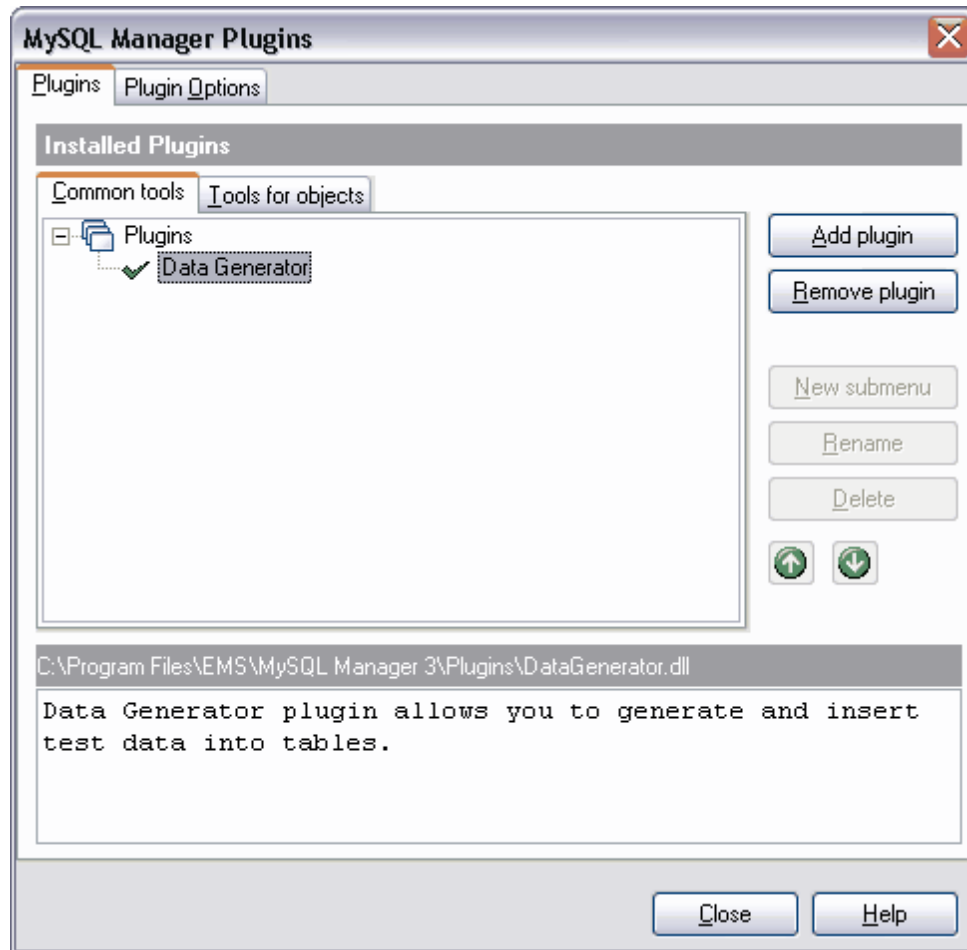 MySQL Manager Plugins
Plugins
Plugin Options
Installed Plugins
Common tools
Tools for objects
Plugins
Data Generator
Add plugin
Remove plugin
New submenu
Rename
Delete
C:\Program Files\EMS\MySQL Manager 3\Plugins\DataGenerator.dll
Data Generator plugin allows you to generate and insert
test data into tables.
Close
Help